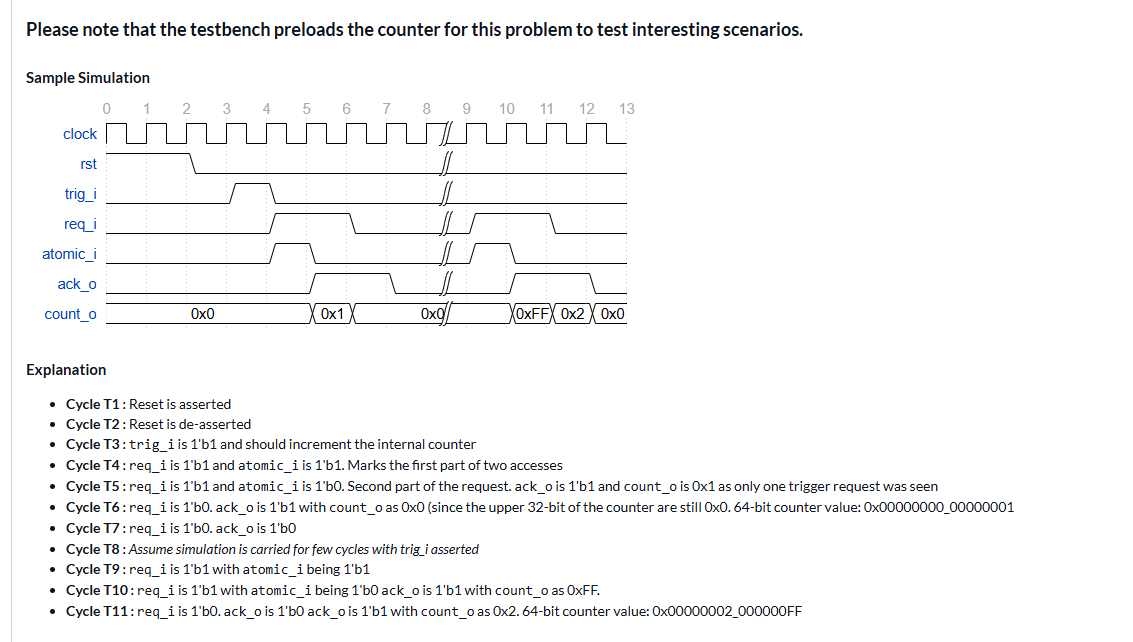 Please note that the testbench preloads the counter for this problem to test interesting scenarios.
Sample Simulation
0 1 2 3 4 5 6 7 8 9 10 11 12 13
clock
rst
trig_i
req_i
atomic_i
ack_o
count_o 0x0 0x1 0x0 0xFF 0x2 0x0
Explanation
• Cycle T1 : Reset is asserted
• Cycle T2 : Reset is de-asserted
• Cycle T3 : trig_i is 1'b1 and should increment the internal counter
• Cycle T4 : req_i is 1'b1 and atomic_i is 1'b1. Marks the first part of two accesses
• Cycle T5 : req_i is 1'b1 and atomic_i is 1'b0. Second part of the request. ack_o is 1'b1 and count_o is 0x1 as only one trigger request was seen
• Cycle T6 : req_i is 1'b0. ack_o is 1'b1 with count_o as 0x0 (since the upper 32-bit of the counter are still 0x0. 64-bit counter value: 0x00000000_00000001
• Cycle T7 : req_i is 1'b0. ack_o is 1'b0
• Cycle T8 : Assume simulation is carried for few cycles with trig_i asserted
• Cycle T9 : req_i is 1'b1 with atomic_i being 1'b1
• Cycle T10 : req_i is 1'b1 with atomic_i being 1'b0 ack_o is 1'b1 with count_o as 0xFF.
• Cycle T11 : req_i is 1'b0. ack_o is 1'b0 ack_o is 1'b1 with count_o as 0x2. 64-bit counter value: 0x00000002_000000FF